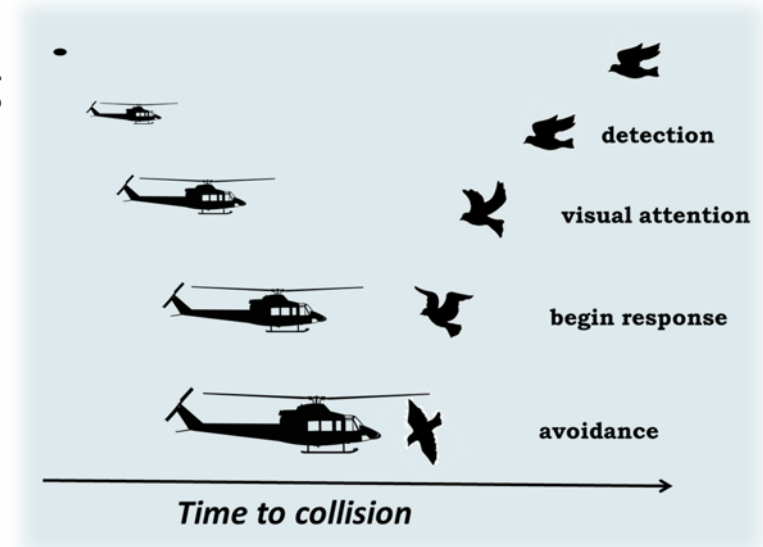 detection
visual attention
begin response
avoidance
Time to collision